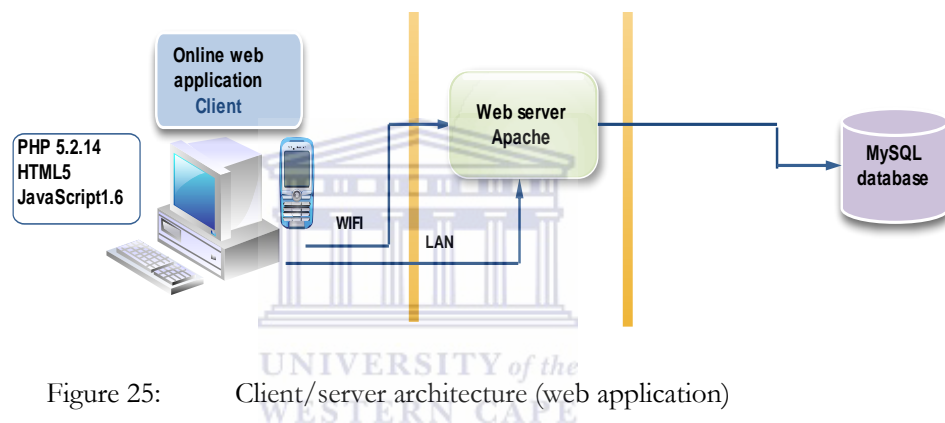 Online web
application
Client
PHP 5.2.14
HTML5
JavaScript1.6
WIFI
LAN
Web server
Apache
MySQL
database
UNIVERSITY of the
WESTERN CAPE
Figure 25: Client/server architecture (web application)